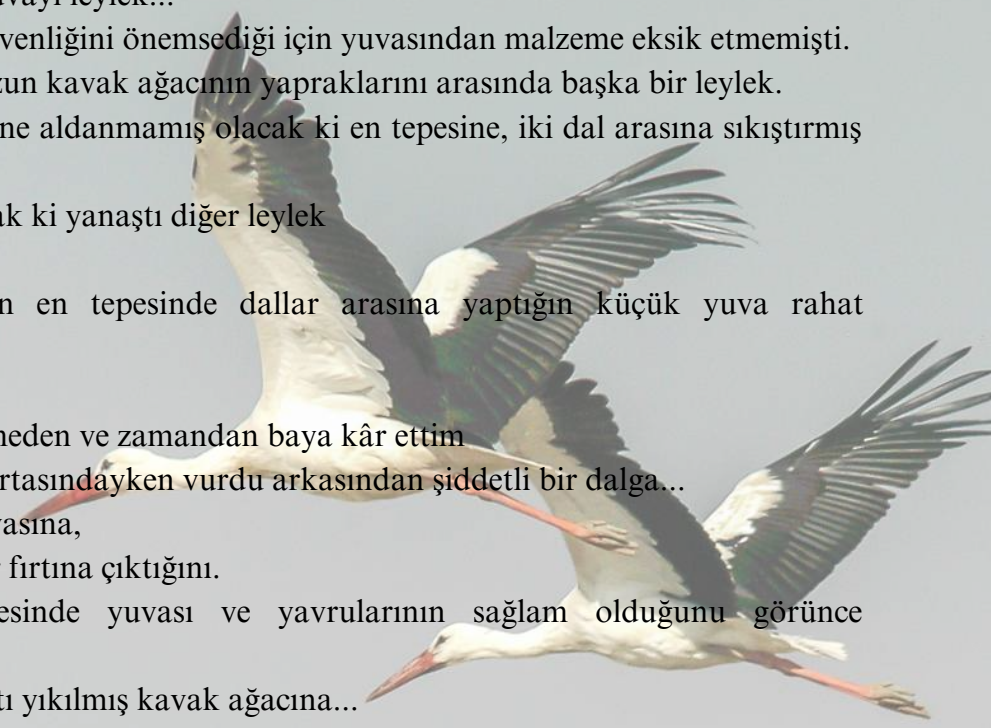 leylek...
venliğini önemsediği için yuvasından malzeme eksik etmemişti.
zun kavak ağacının yapraklarını arasında başka bir leylek.
ne aldanmamış olacak ki en tepesine, iki dal arasına sıkıştırmış
ak ki yanaştı diğer leylek
n en tepesinde dallar arasına yaptığın küçük yuva rahat
neden ve zamandan baya kâr ettim
rtasındayken vurdu arkasından şiddetli bir dalga...
vasına,
fırtına çıktığını.
esinde yuvası ve yavrularının sağlam olduğunu görünce
tı yıkılmış kavak ağacına...